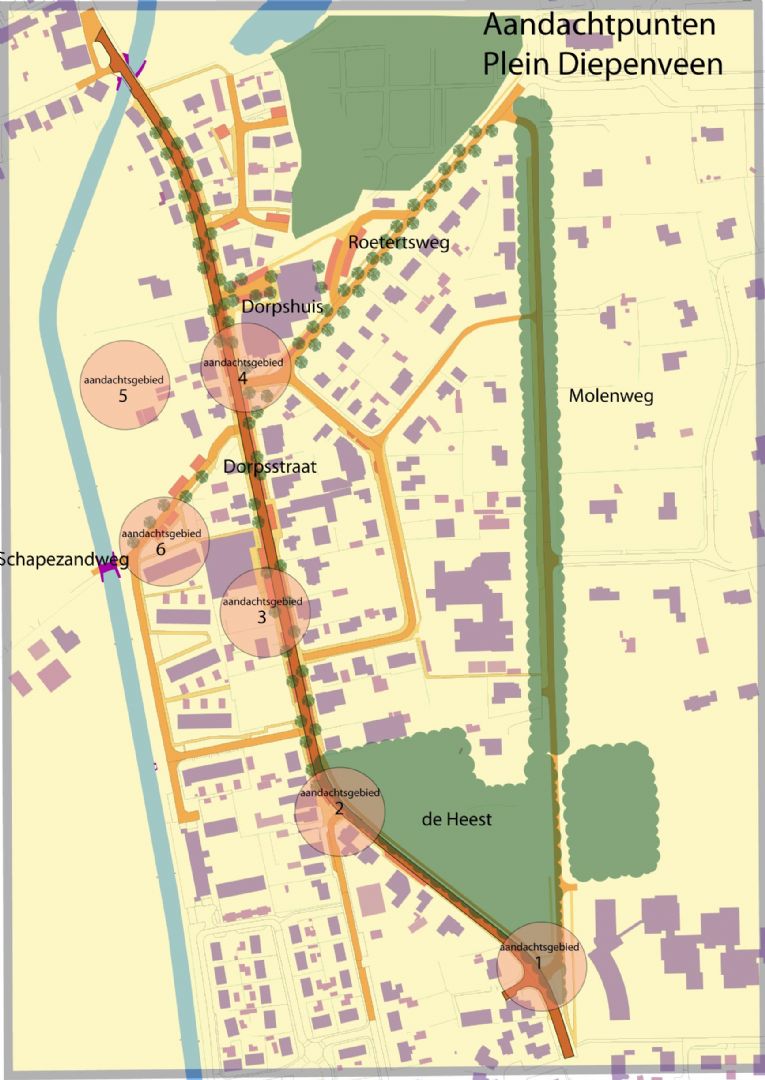 Aandachtpunten
Plein Diepenveen
Roetertsweg
Dorpshuis
aandachtsgebied
4
aandachtsgebied
5
Molenweg
Dorpsstraat
aandachtsgebied
6
Schapezandweg
aandachtsgebied
3
aandachtsgebied
2
de Heest
aandachtsgebied
1